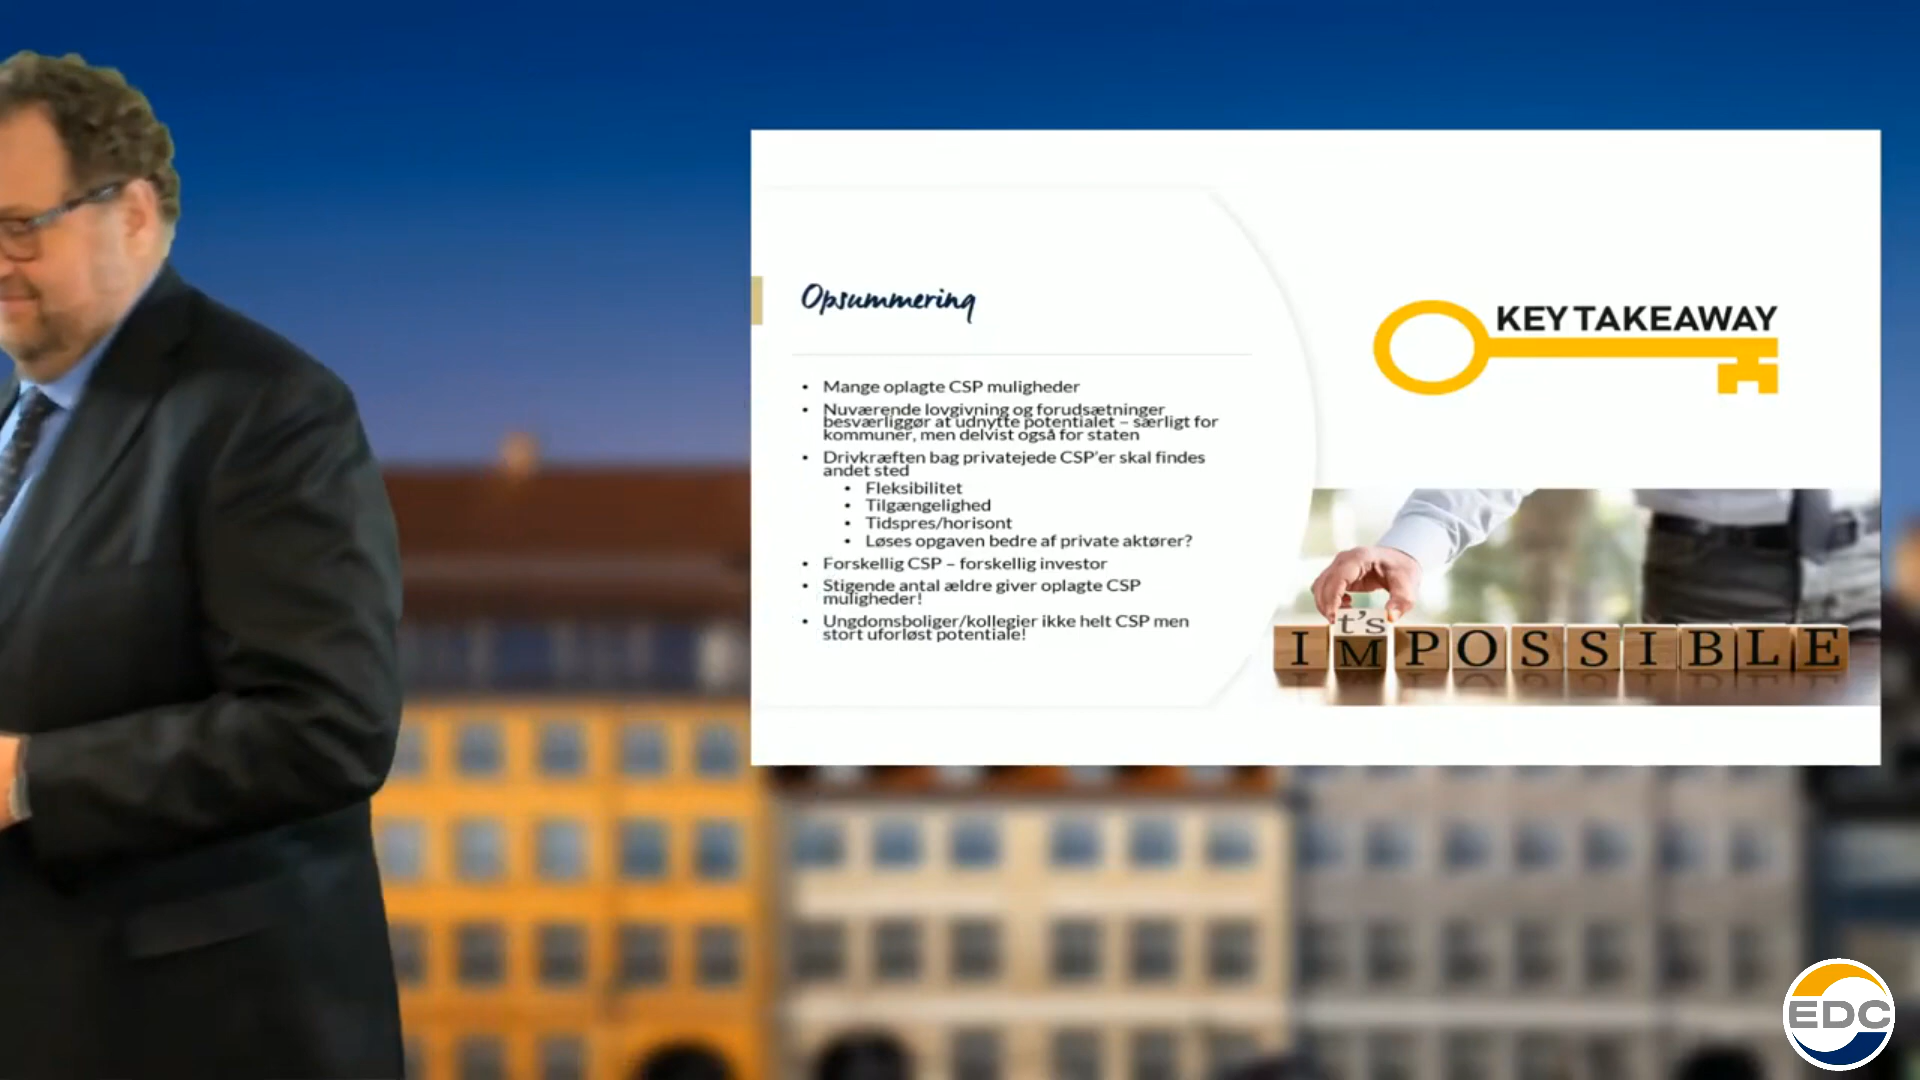 Opsummering
• Mange oplagte CSP muligheder
• Nuværende lovgivning og forudsætninger
besværliggør at udnytte potentialet – særligt for
kommuner, men delvist også for staten
• Drivkræften bag privatejede CSP'er skal findes
andet sted
• Fleksibilitet
• Tilgængelighed
• Tidspres/horisont
• Løses opgaven bedre af private aktører?
• Forskellig CSP – forskellig investor
• Stigende antal ældre giver oplagte CSP
muligheder!
• Ungdomsboliger/kollegier ikke helt CSP men
stort uforløst potentiale!
KEY TAKEAWAY
t's
IMPOSSIBLE
EDC